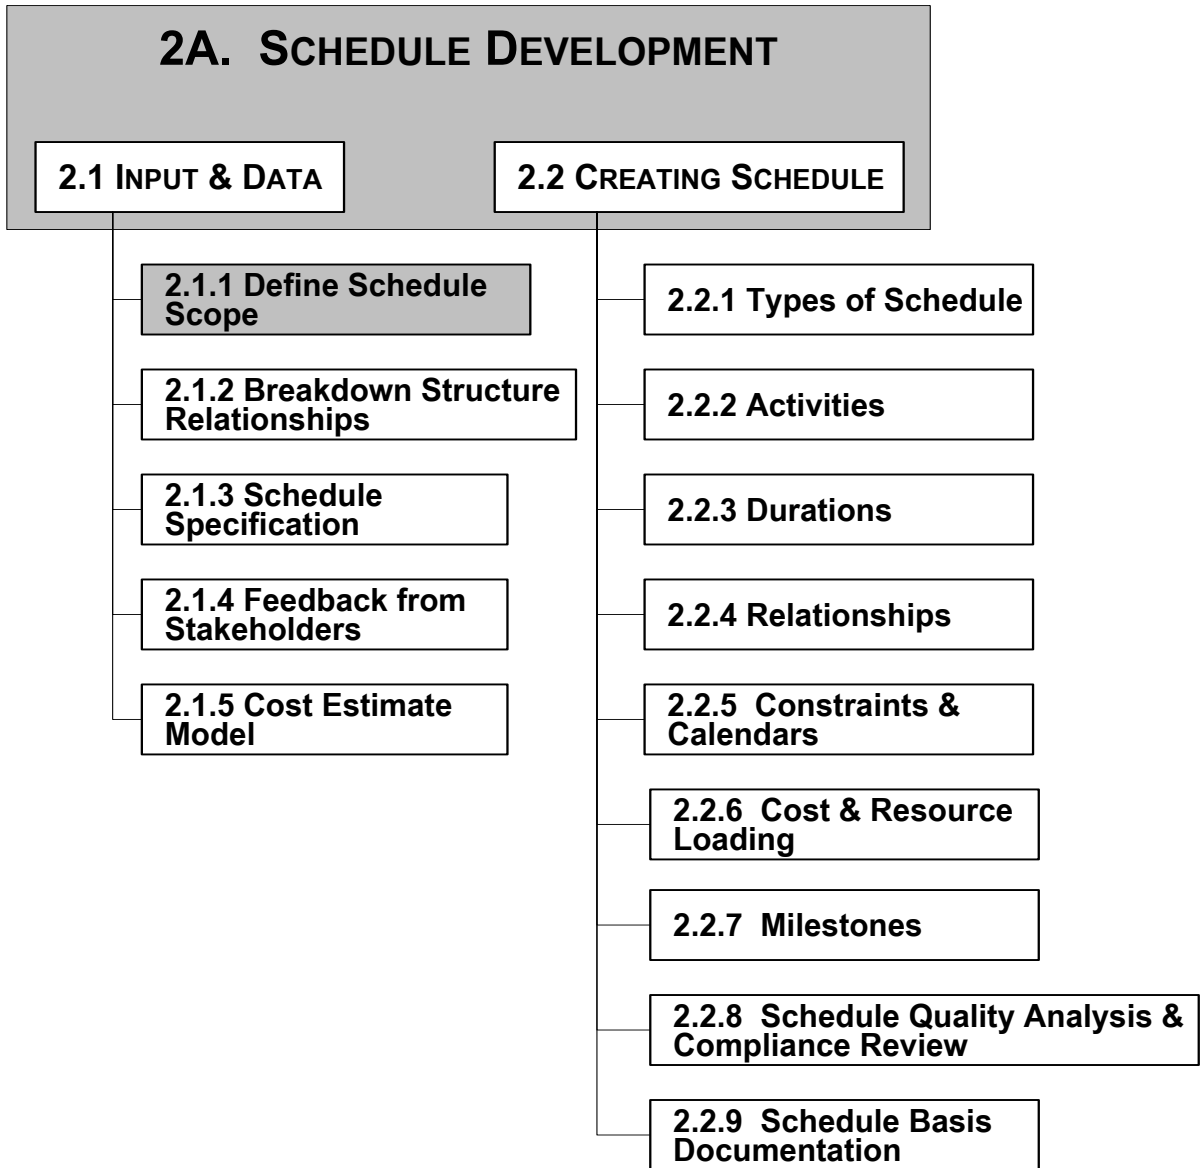 2A. SCHEDULE DEVELOPMENT
2.1 INPUT & DATA
2.1.1 Define Schedule
Scope
2.1.2 Breakdown Structure
Relationships
2.1.3 Schedule
Specification
2.1.4 Feedback from
Stakeholders
2.1.5 Cost Estimate
Model
2.2 CREATING SCHEDULE
2.2.1 Types of Schedule
2.2.2 Activities
2.2.3 Durations
2.2.4 Relationships
2.2.5 Constraints &
Calendars
2.2.6 Cost & Resource
Loading
2.2.7 Milestones
2.2.8 Schedule Quality Analysis &
Compliance Review
2.2.9 Schedule Basis
Documentation